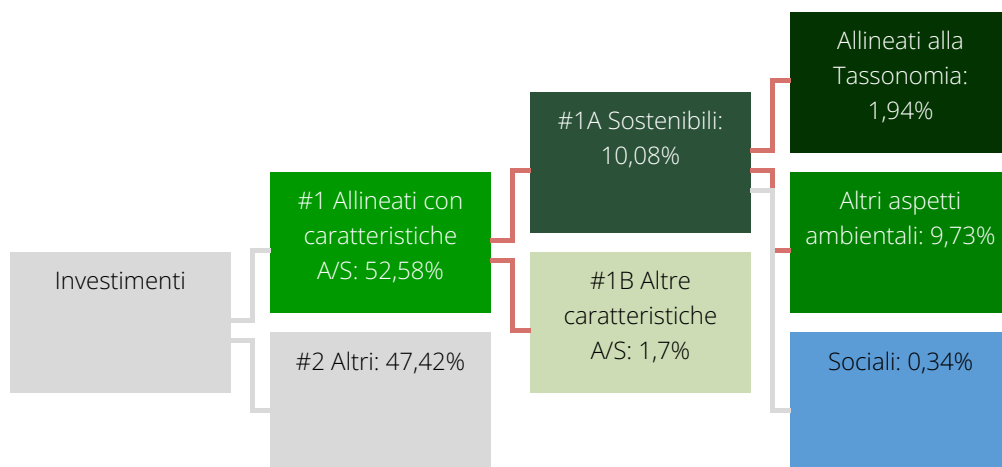 Investimenti
#1 Allineati con
caratteristiche
A/S: 52,58%
#2 Altri: 47,42%
#1A Sostenibili:
10,08%
#1B Altre
caratteristiche
A/S: 1,7%
Allineati alla
Tassonomia:
1,94%
Altri aspetti
ambientali: 9,73%
Sociali: 0,34%